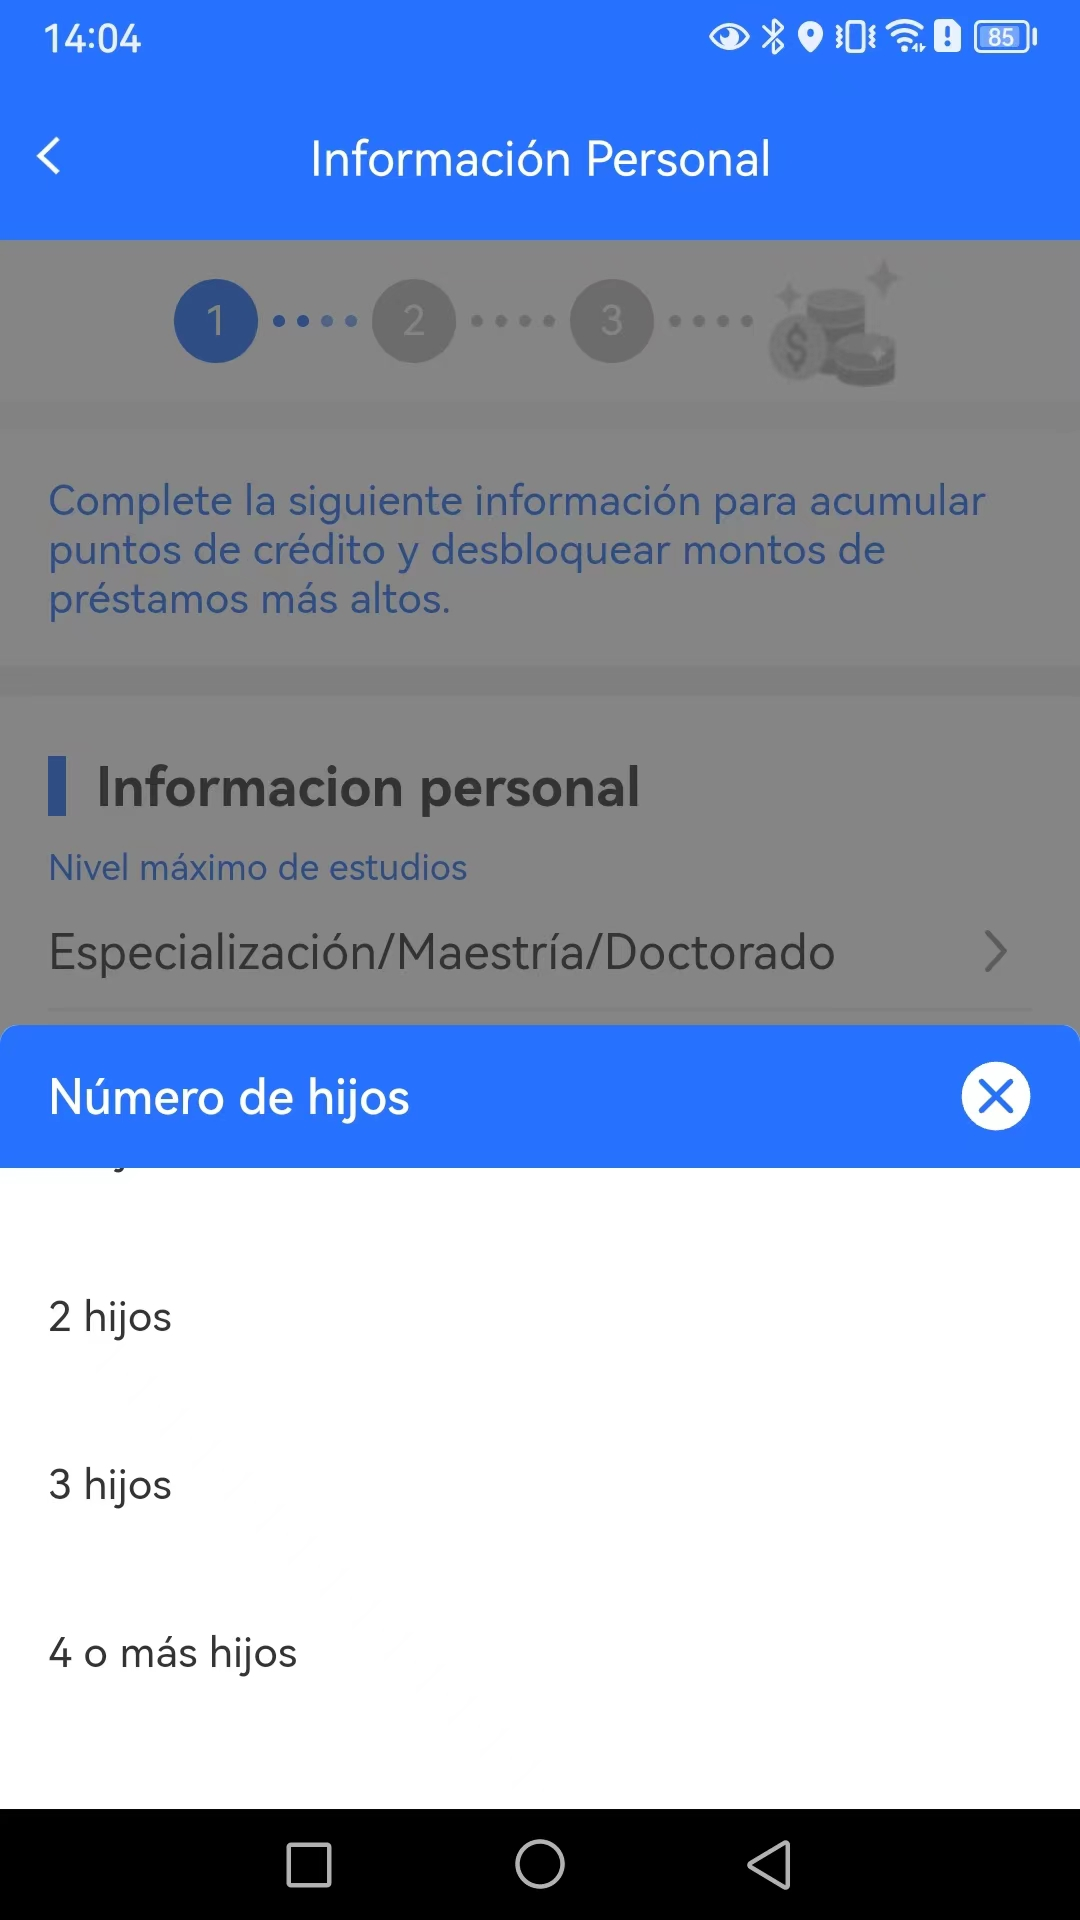 14:04
85
Información Personal
1
2
3
$
Complete la siguiente información para acumular
puntos de crédito y desbloquear montos de
préstamos más altos.
Informacion personal
Nivel máximo de estudios
Especialización/Maestría/Doctorado
Número de hijos
2 hijos
3 hijos
4 o más hijos